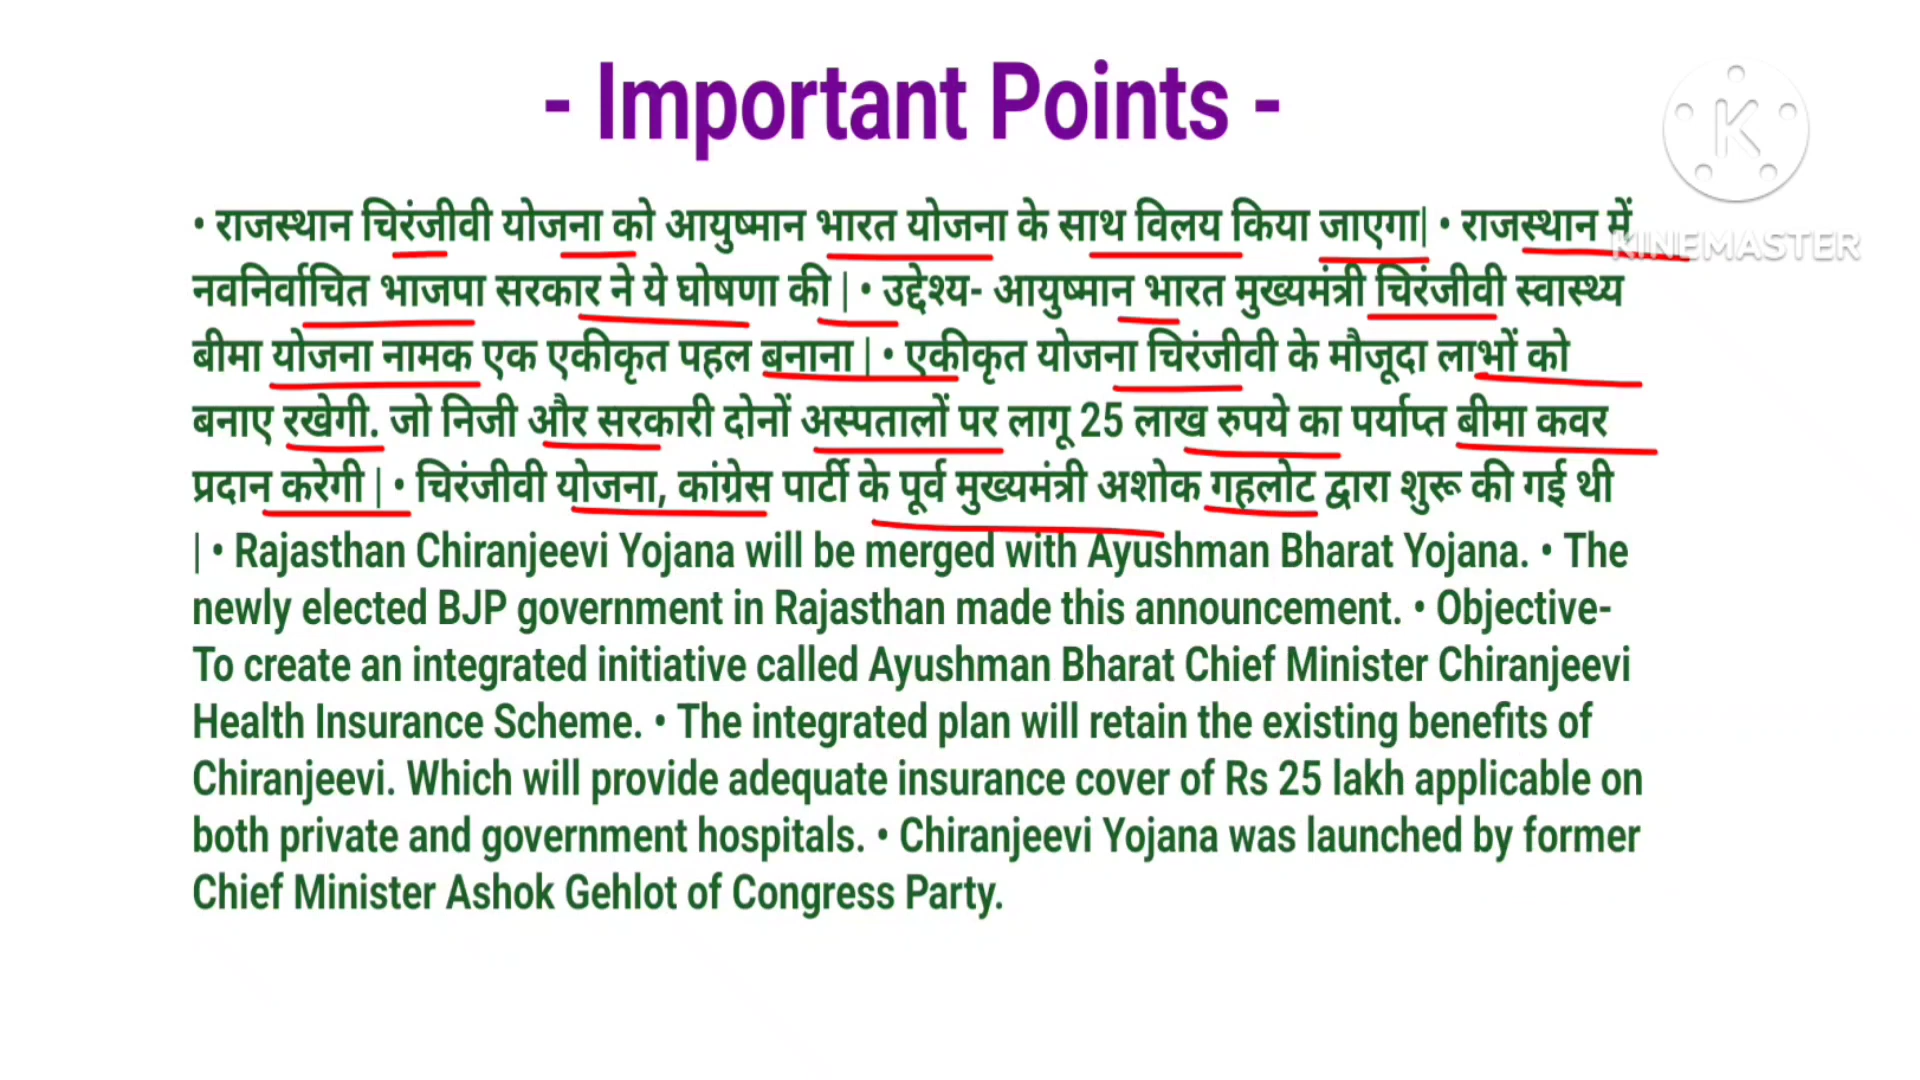 - Important Points -
• राजस्थान चिरंजीवी योजना को आयुष्मान भारत योजना के साथ विलय किया जाएगा| • राजस्थान में
KINEMASTER
नवनिर्वाचित भाजपा सरकार ने ये घोषणा की | • उद्देश्य- आयुष्मान भारत मुख्यमंत्री चिरंजीवी स्वास्थ्य
बीमा योजना नामक एक एकीकृत पहल बनाना | • एकीकृत योजना चिरंजीवी के मौजूदा लाभों को
बनाए रखेगी. जो निजी और सरकारी दोनों अस्पतालों पर लागू 25 लाख रुपये का पर्याप्त बीमा कवर
प्रदान करेगी | • चिरंजीवी योजना, कांग्रेस पार्टी के पूर्व मुख्यमंत्री अशोक गहलोट द्वारा शुरू की गई थी
| • Rajasthan Chiranjeevi Yojana will be merged with Ayushman Bharat Yojana. • The
newly elected BJP government in Rajasthan made this announcement. • Objective-
To create an integrated initiative called Ayushman Bharat Chief Minister Chiranjeevi
Health Insurance Scheme. • The integrated plan will retain the existing benefits of
Chiranjeevi. Which will provide adequate insurance cover of Rs 25 lakh applicable on
both private and government hospitals. • Chiranjeevi Yojana was launched by former
Chief Minister Ashok Gehlot of Congress Party.